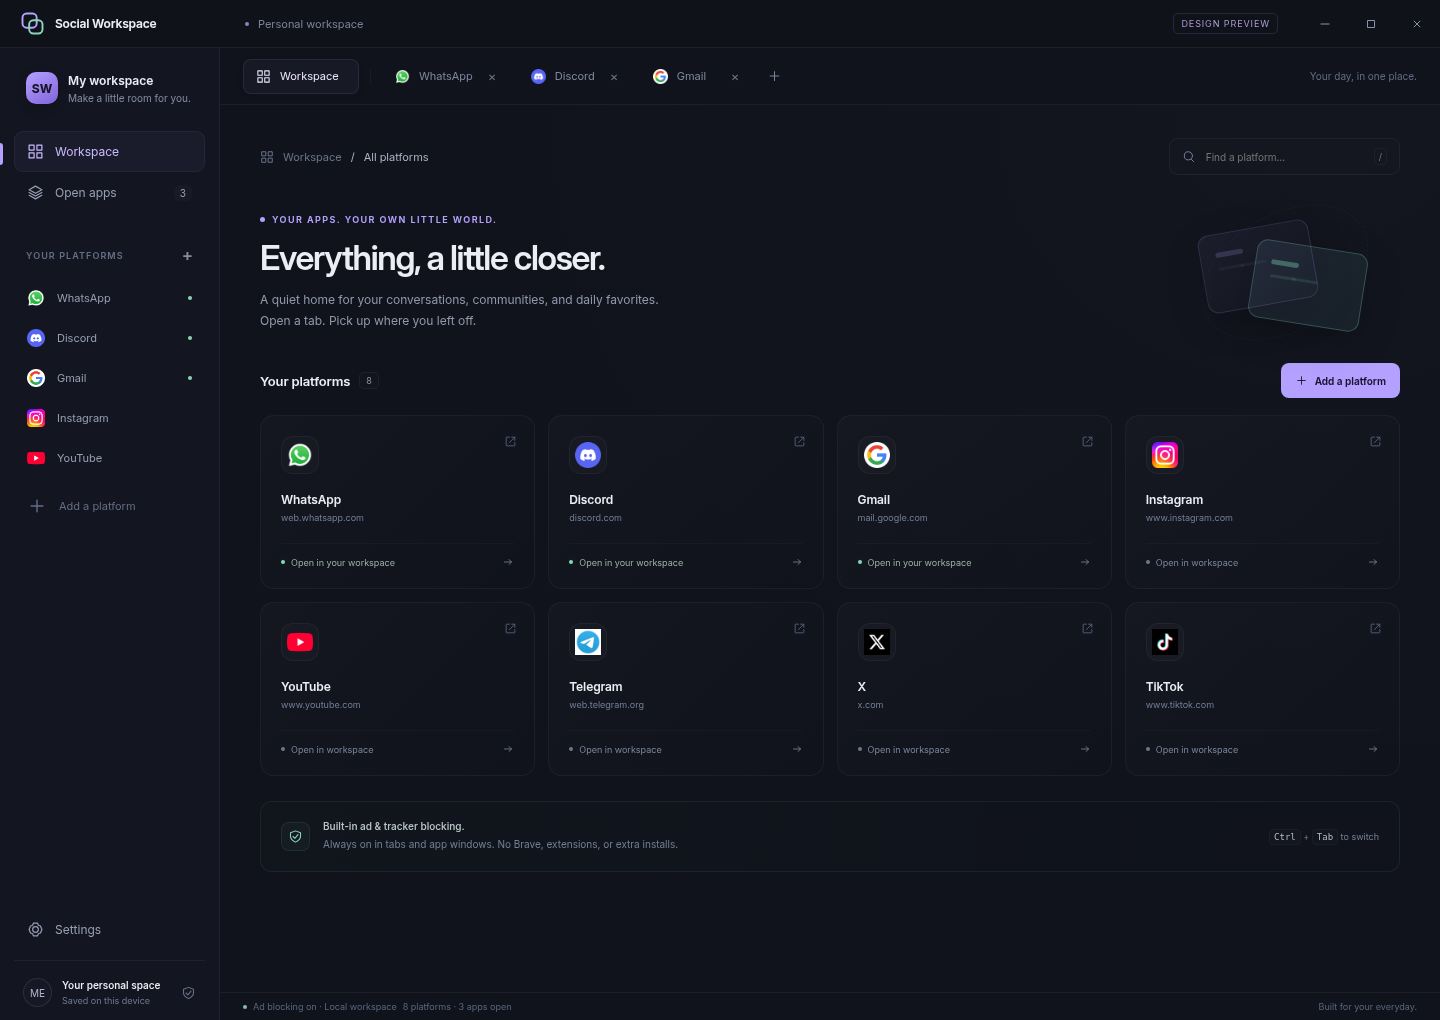 Social Workspace
Personal workspace
DESIGN PREVIEW
SW
My workspace
Make a little room for you.
Workspace
WhatsApp
Discord
Gmail
Your day, in one place.
Workspace
Open apps
3
YOUR PLATFORMS
WhatsApp
Discord
Gmail
Instagram
YouTube
Add a platform
Workspace / All platforms
Find a platform...
/
YOUR APPS. YOUR OWN LITTLE WORLD.
Everything, a little closer.
A quiet home for your conversations, communities, and daily favorites.
Open a tab. Pick up where you left off.
Your platforms
8
Add a platform
WhatsApp
web.whatsapp.com
Open in your workspace
Discord
discord.com
Open in your workspace
Gmail
mail.google.com
Open in your workspace
Instagram
www.instagram.com
Open in workspace
YouTube
www.youtube.com
Open in workspace
Telegram
web.telegram.org
Open in workspace
X
x.com
Open in workspace
TikTok
www.tiktok.com
Open in workspace
Built-in ad & tracker blocking.
Always on in tabs and app windows. No Brave, extensions, or extra installs.
Ctrl + Tab to switch
Settings
ME
Your personal space
Saved on this device
Ad blocking on · Local workspace 8 platforms · 3 apps open
Built for your everyday.